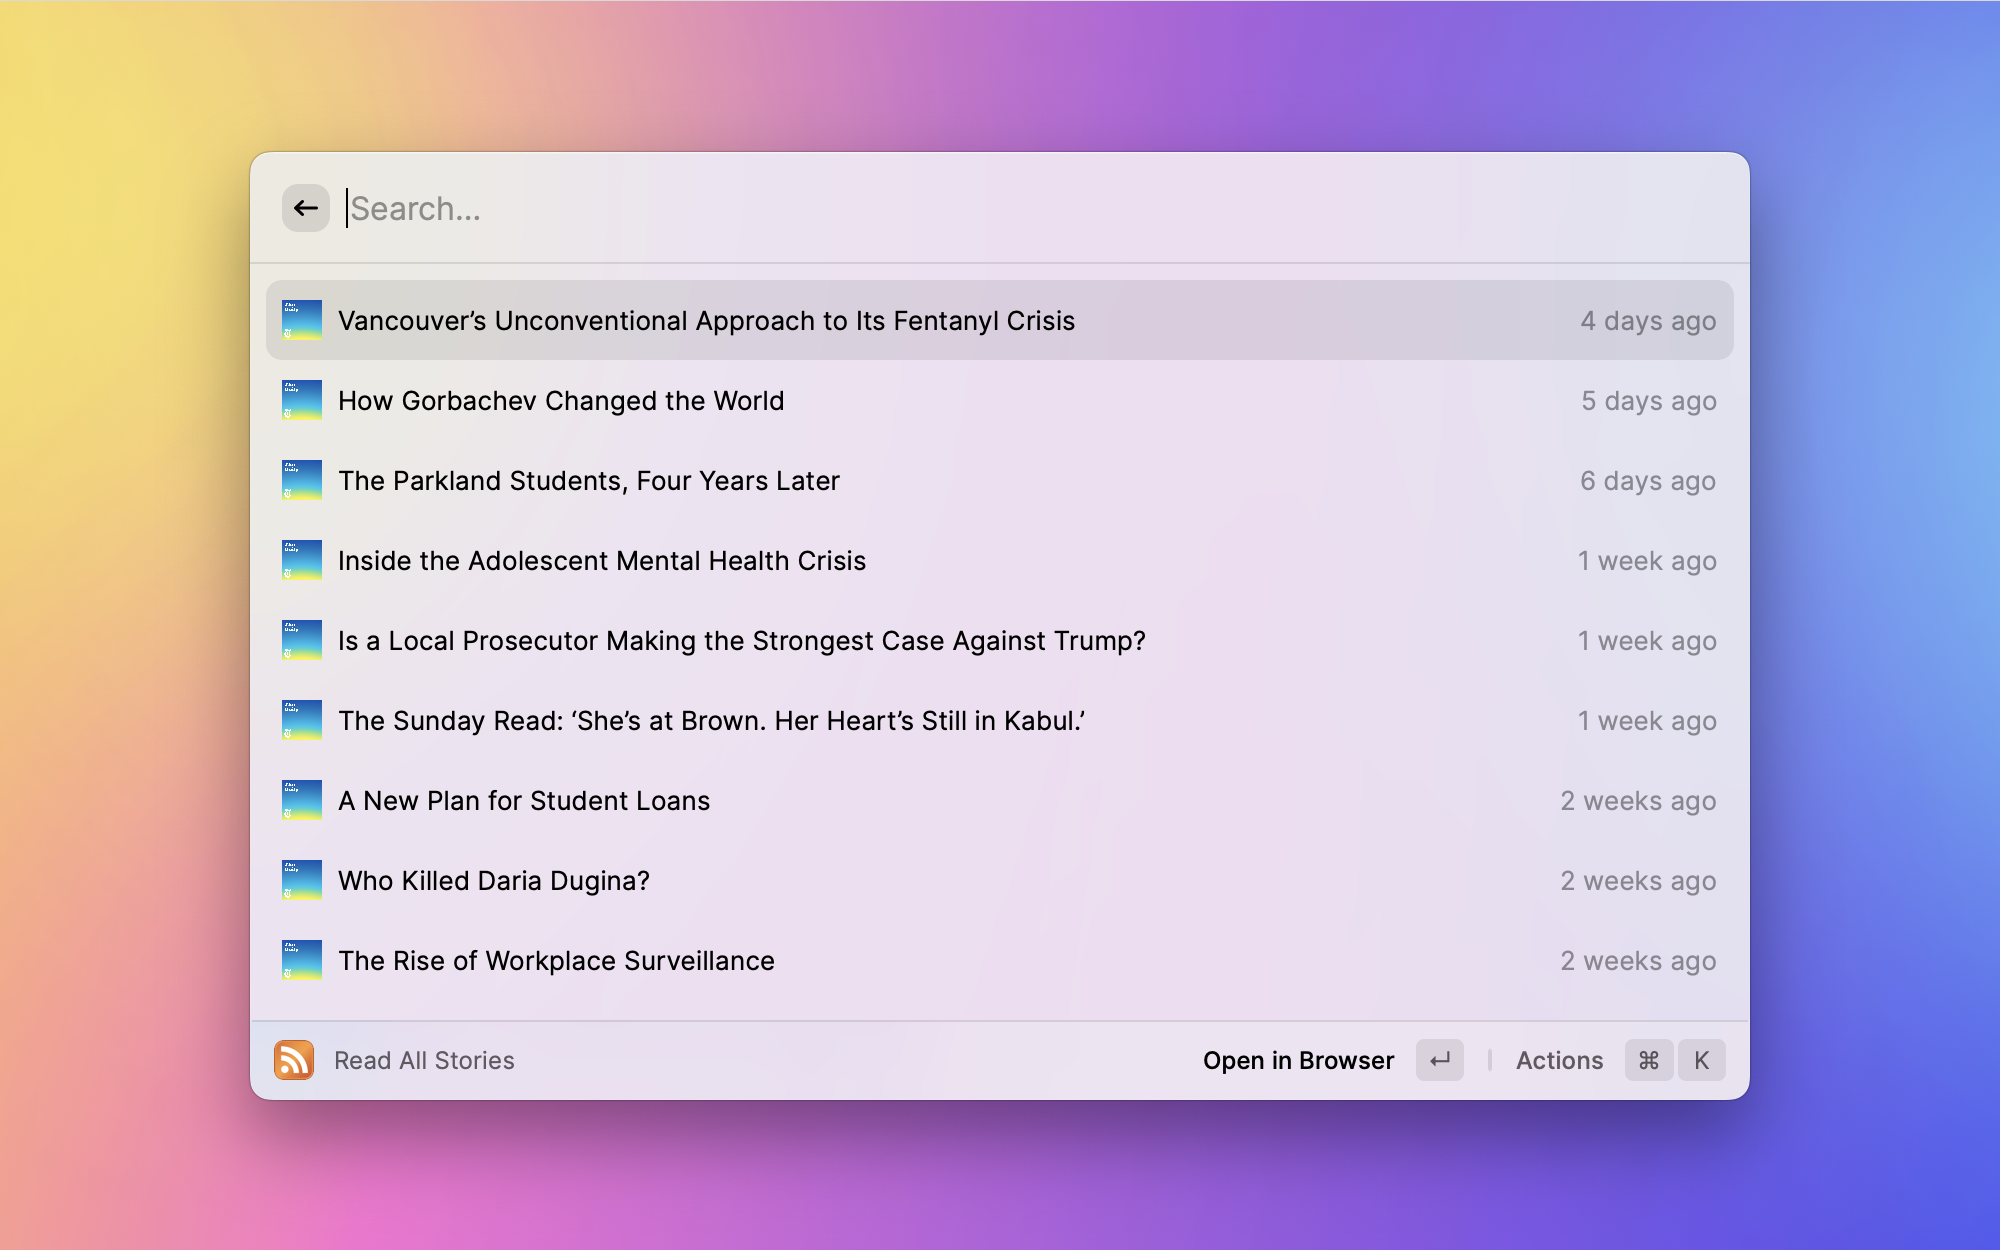 Search...
Vancouver’s Unconventional Approach to Its Fentanyl Crisis 4 days ago
How Gorbachev Changed the World 5 days ago
The Parkland Students, Four Years Later 6 days ago
Inside the Adolescent Mental Health Crisis 1 week ago
Is a Local Prosecutor Making the Strongest Case Against Trump? 1 week ago
The Sunday Read: ‘She’s at Brown. Her Heart’s Still in Kabul.’ 1 week ago
A New Plan for Student Loans 2 weeks ago
Who Killed Daria Dugina? 2 weeks ago
The Rise of Workplace Surveillance 2 weeks ago
Read All Stories Open in Browser ↵ Actions ⌘ K